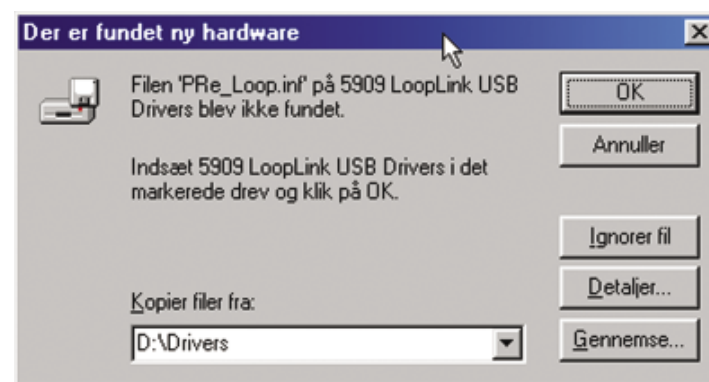 Der er fundet ny hardware
Filen 'PRe_Loop.inf' på 5909 LoopLink USB
Drivers blev ikke fundet.
Indsæt 5909 LoopLink USB Drivers i det
markerede drev og klik på OK.
Kopier filer fra:
D:\Drivers
OK
Annuller
Ignorer fil
Detaljer...
Gennemse...